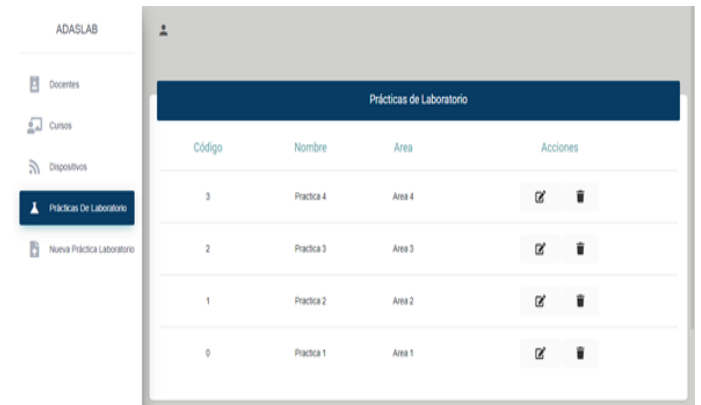 ADASLAB
Docentes
Cursos
Dispositivos
Prácticas De Laboratorio
Nueva Práctica Laboratorio
Prácticas de Laboratorio
Código Nombre Area Acciones
3 Practica 4 Area 4
2 Practica 3 Area 3
1 Practica 2 Area 2
0 Practica 1 Area 1